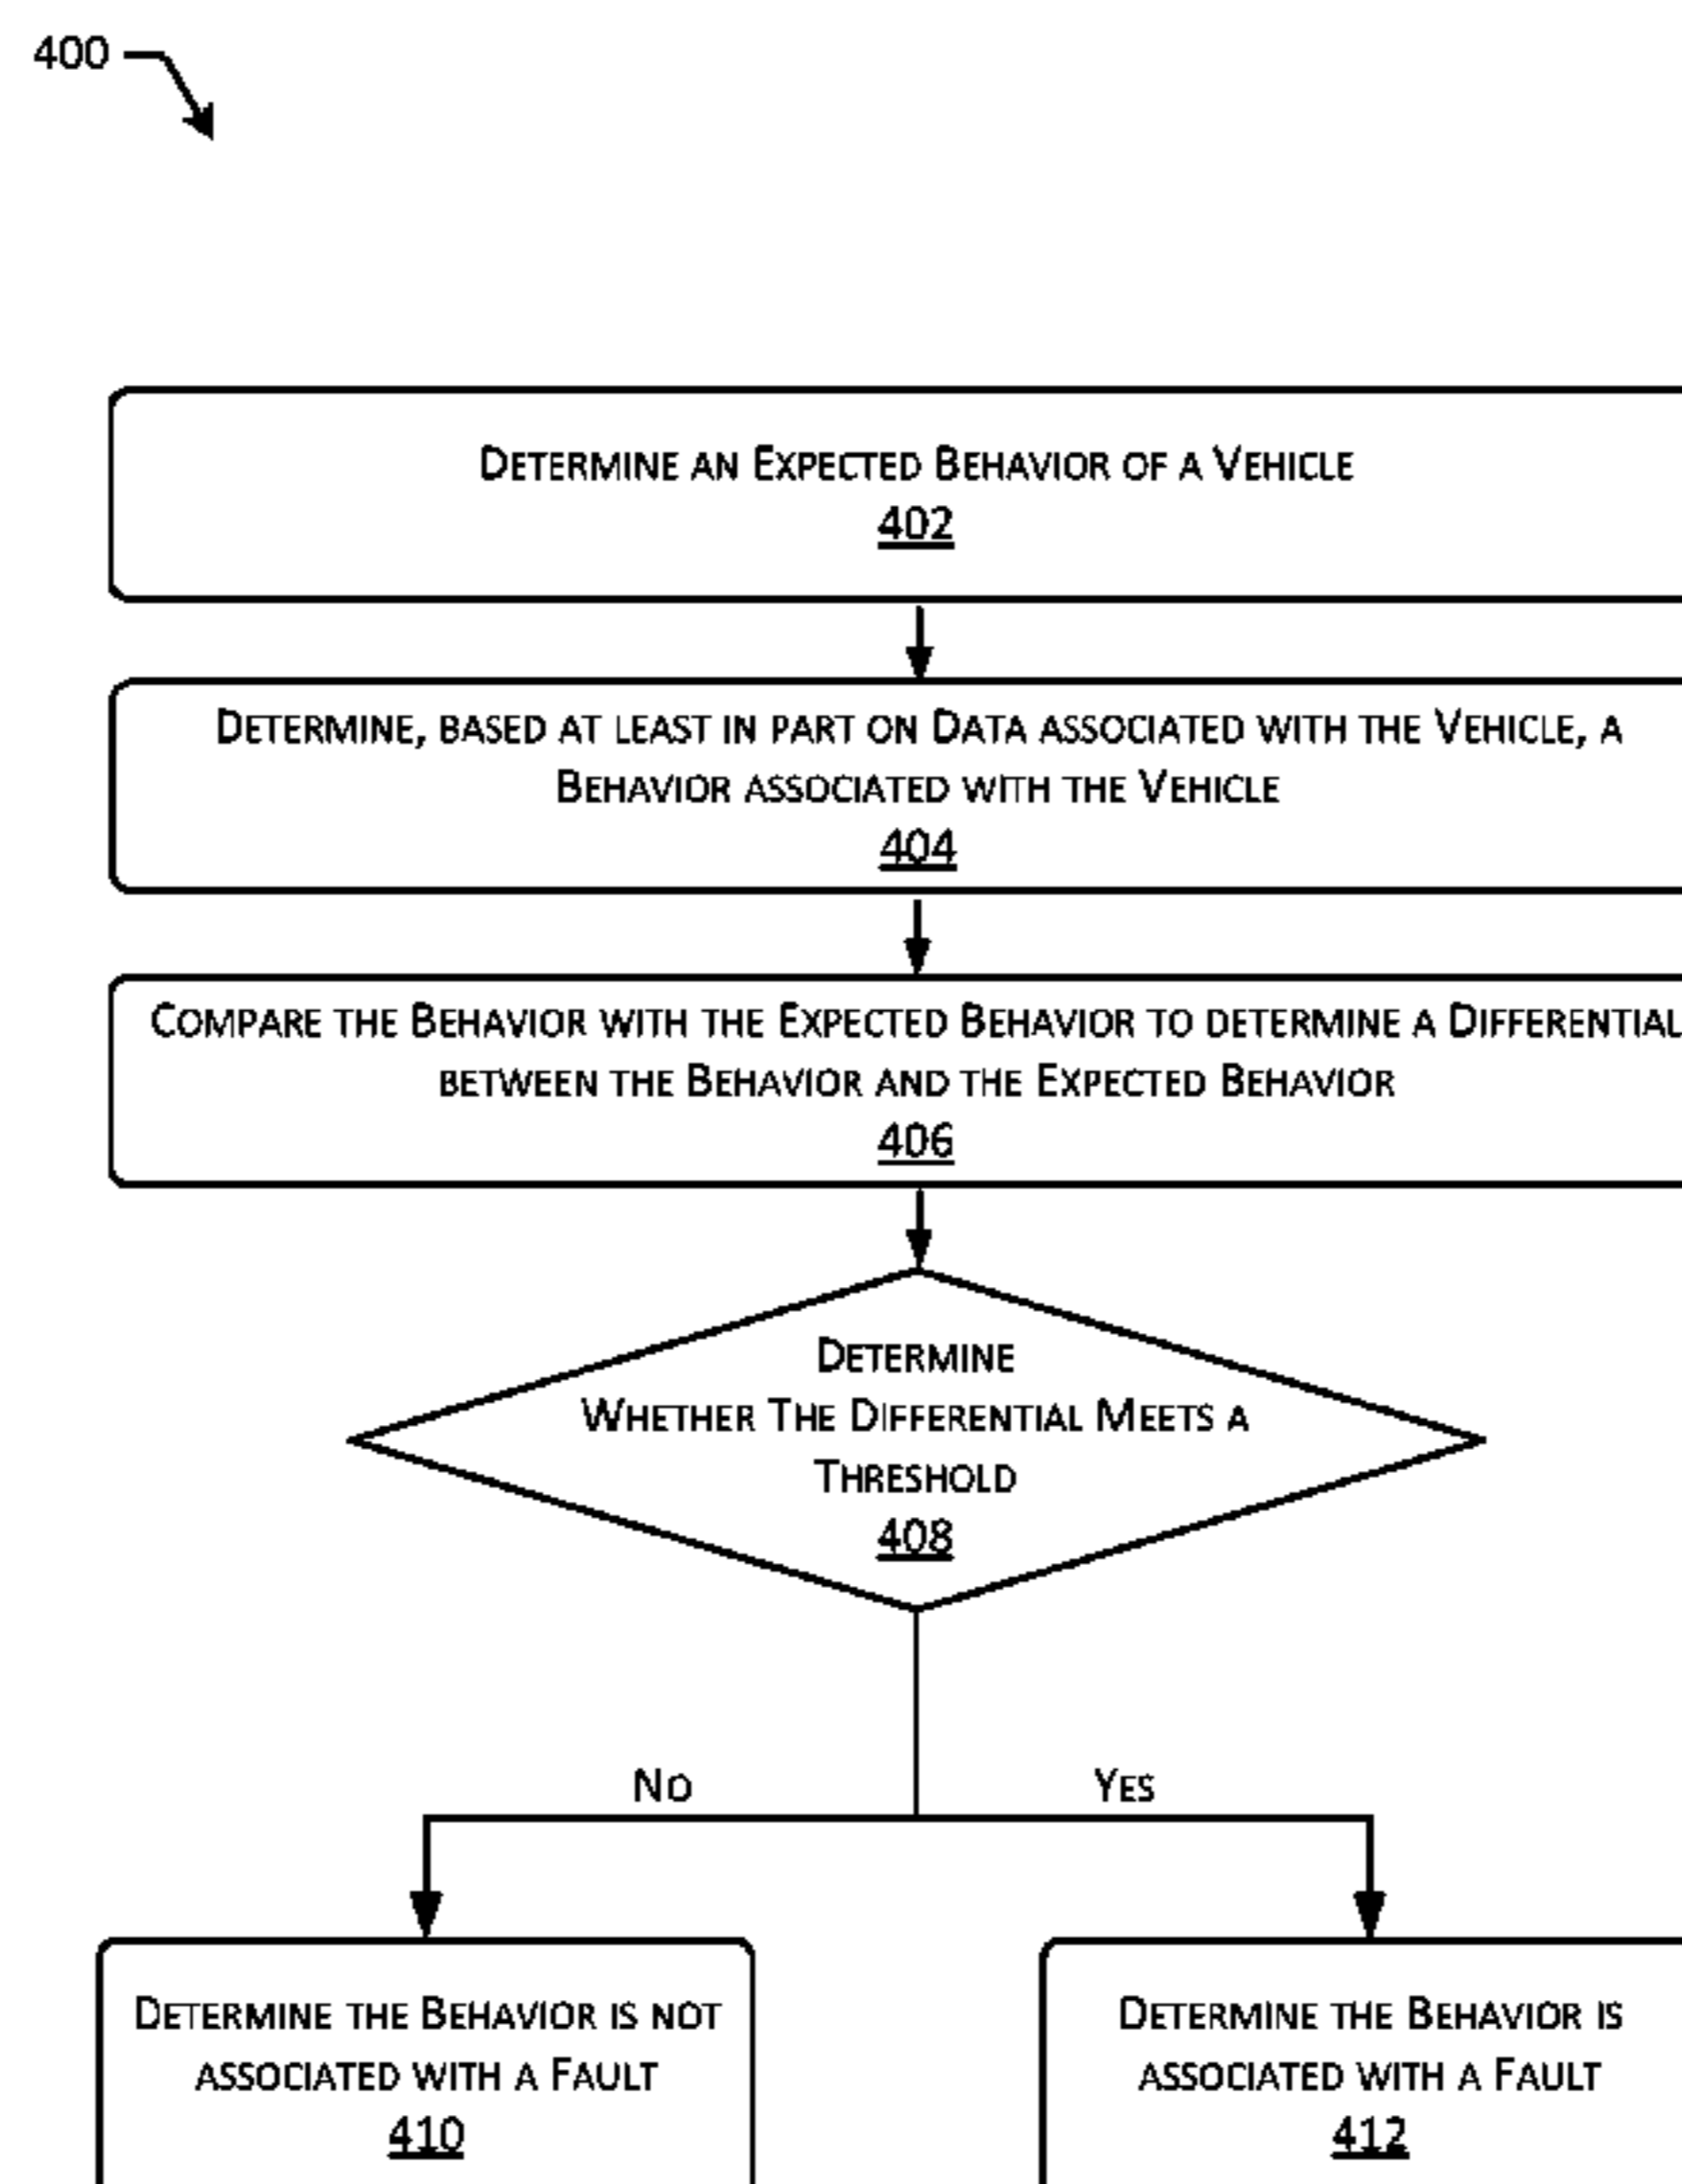 400
Determine an Expected Behavior of a Vehicle
402
Determine, based at least in part on Data associated with the Vehicle, a
Behavior associated with the Vehicle
404
Compare the Behavior with the Expected Behavior to determine a Differential
between the Behavior and the Expected Behavior
406
Determine
Whether The Differential Meets a
Threshold
408
No
Yes
Determine the Behavior is not
associated with a Fault
410
Determine the Behavior is
associated with a Fault
412